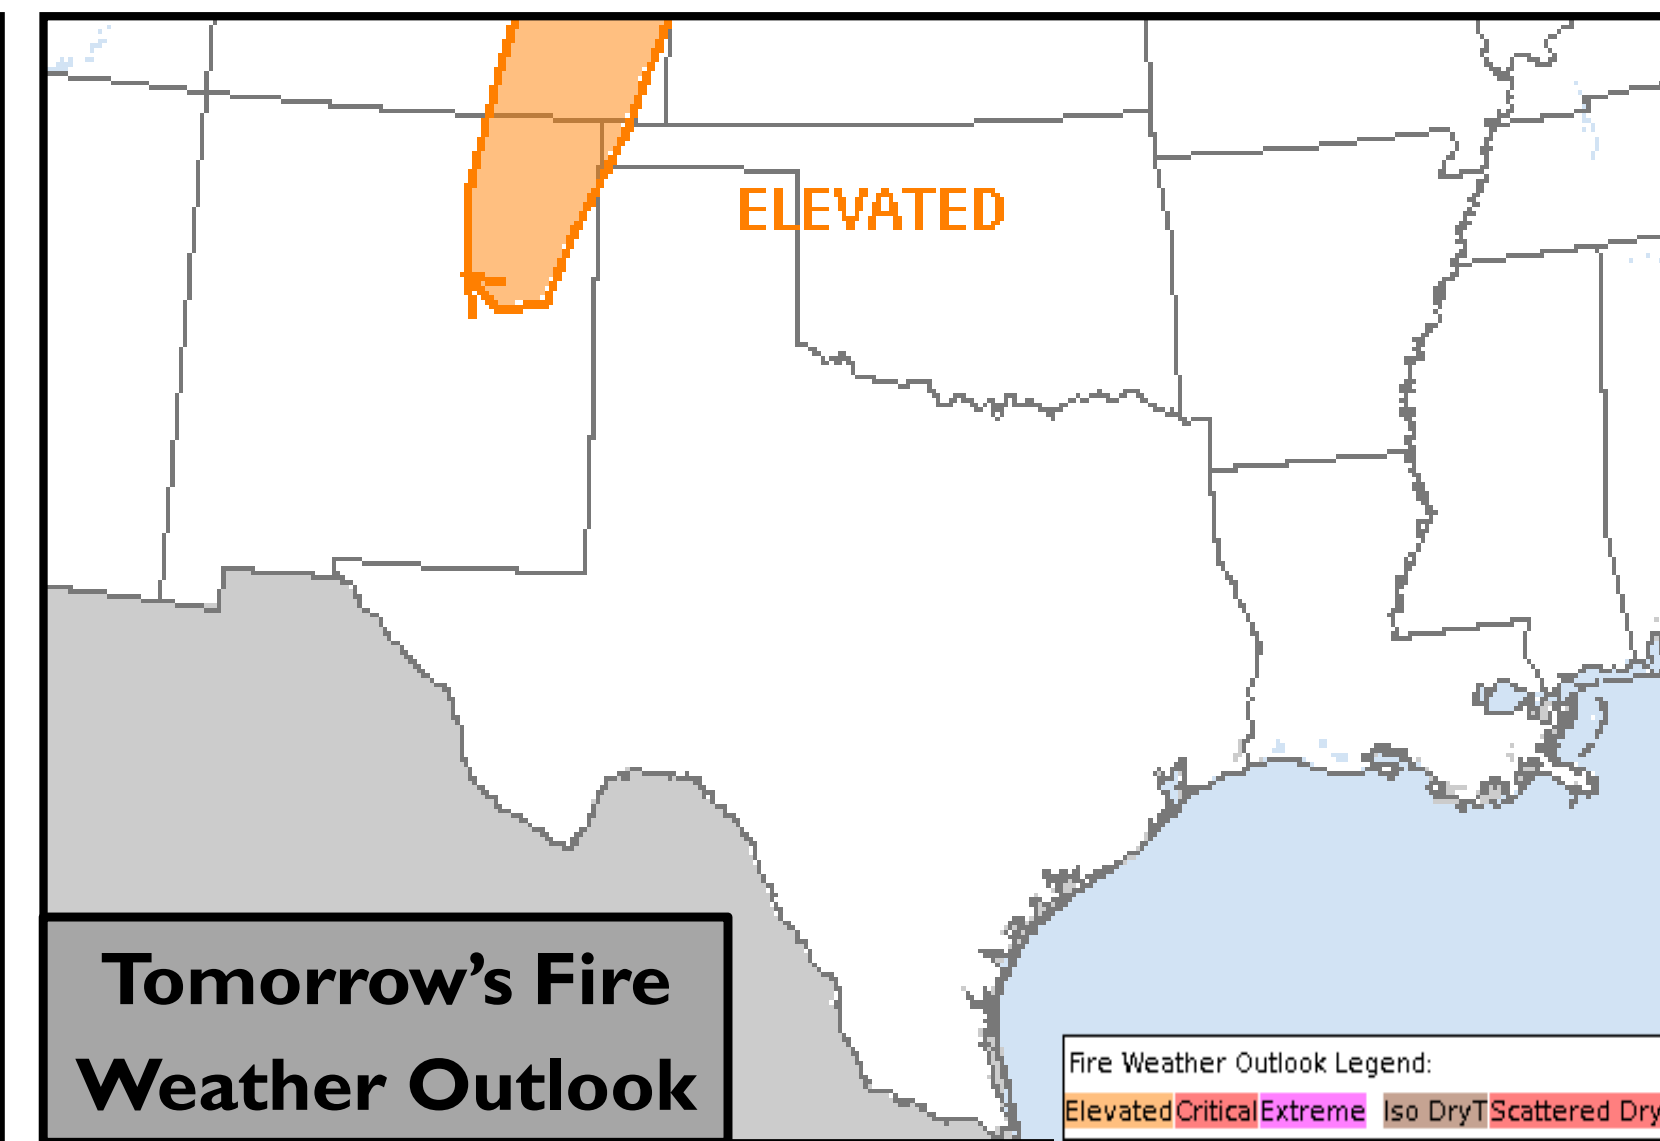 ELEVATED
Tomorrow’s Fire
Weather Outlook
Fire Weather Outlook Legend:
Elevated Critical Extreme Iso DryT Scattered Dry